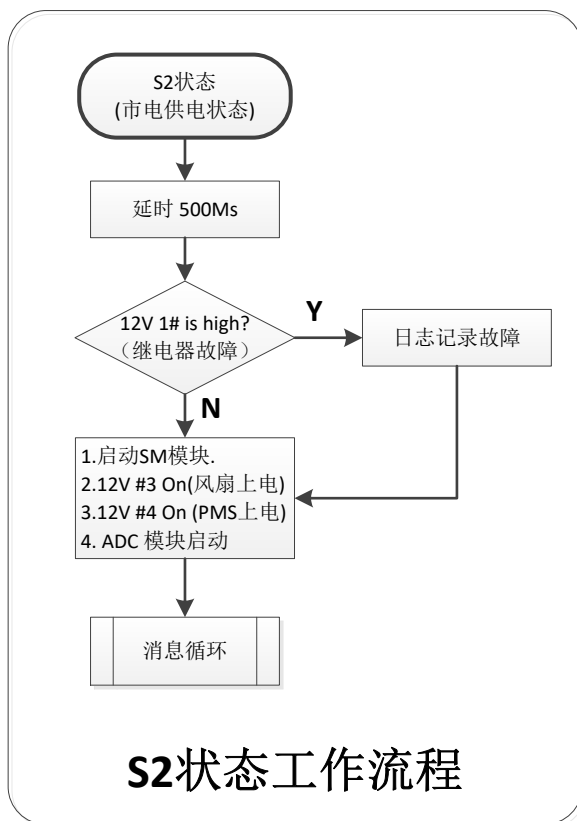 S2状态
(市电供电状态)
延时 500Ms
12V 1# is high?
（继电器故障）
Y
日志记录故障
N
1.启动SM模块.
2.12V #3 On(风扇上电)
3.12V #4 On (PMS上电)
4. ADC 模块启动
消息循环
S2状态工作流程